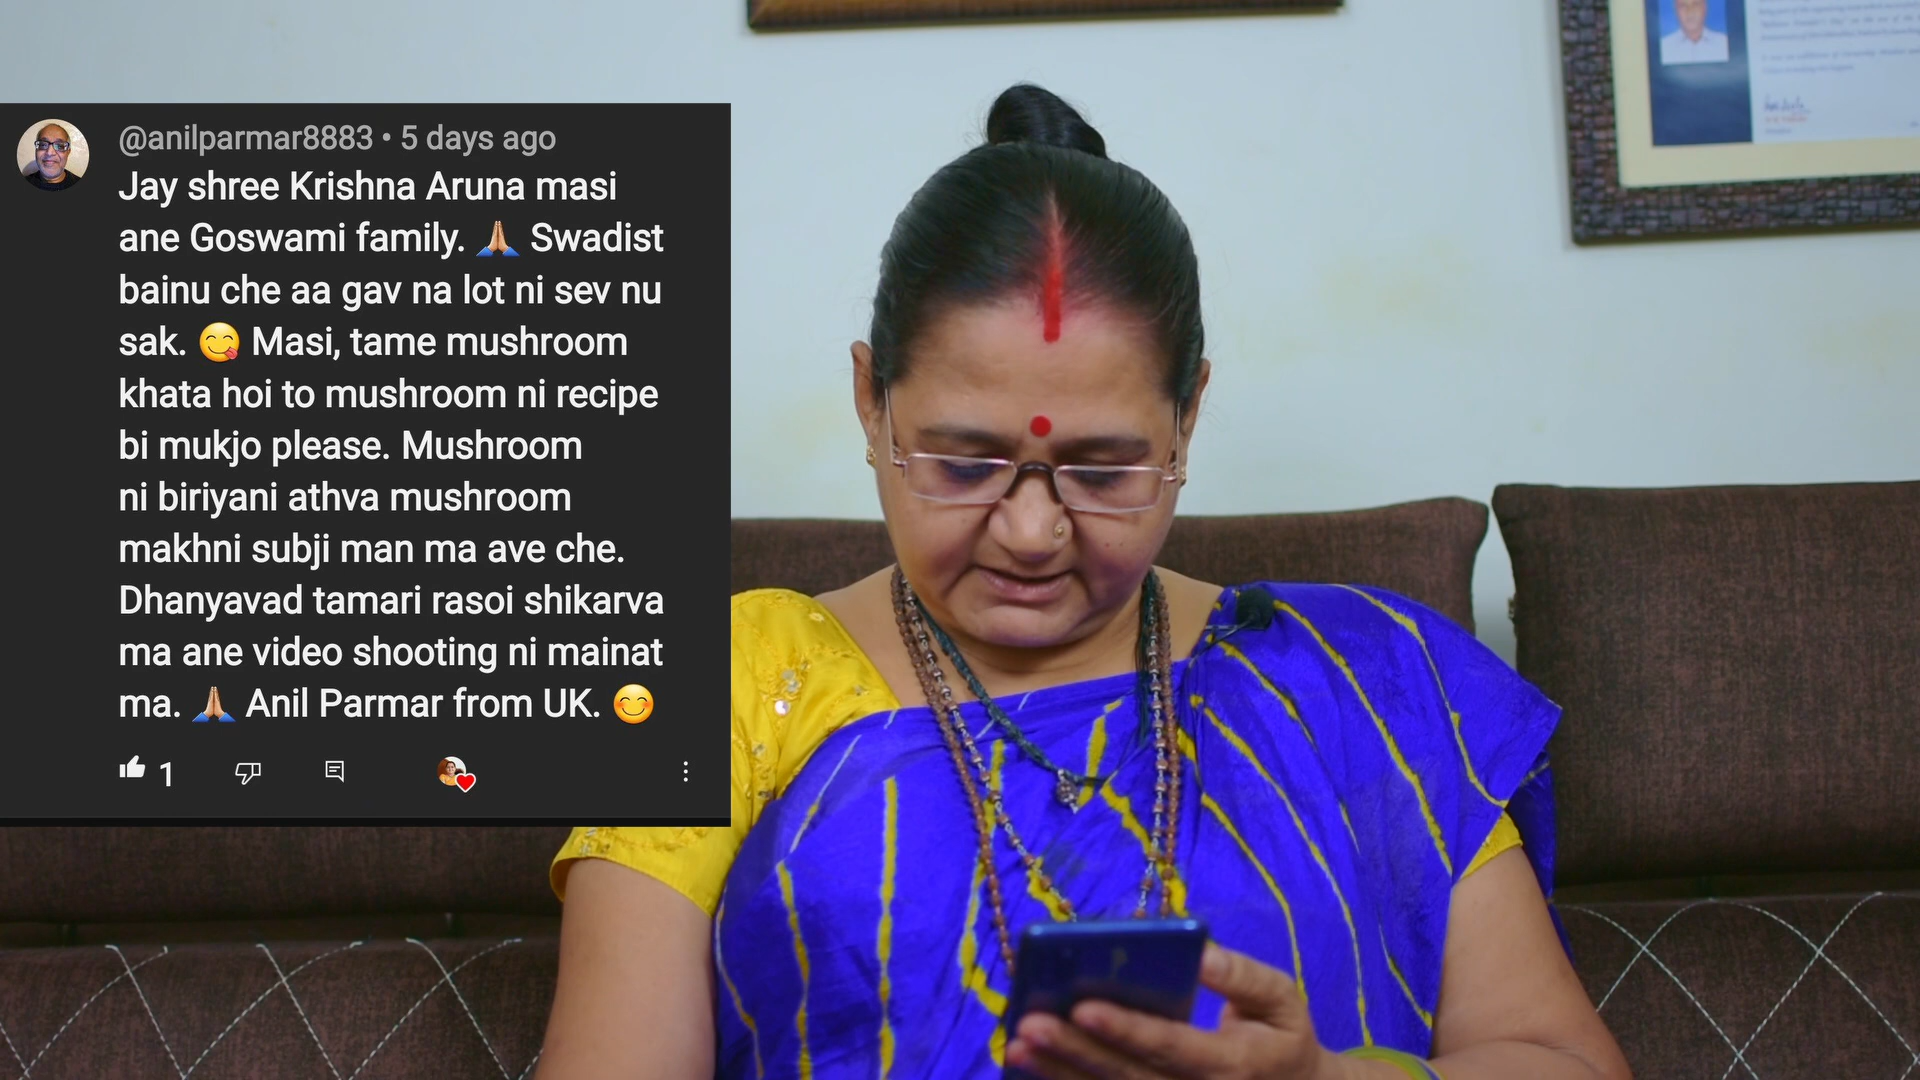 @anilparmar8883 • 5 days ago
Jay shree Krishna Aruna masi
ane Goswami family. 🙏🏼 Swadist
bainu che aa gav na lot ni sev nu
sak. 😋 Masi, tame mushroom
khata hoi to mushroom ni recipe
bi mukjo please. Mushroom
ni biriyani athva mushroom
makhni subji man ma ave che.
Dhanyavad tamari rasoi shikarva
ma ane video shooting ni mainat
ma. 🙏🏼 Anil Parmar from UK. 😊
1